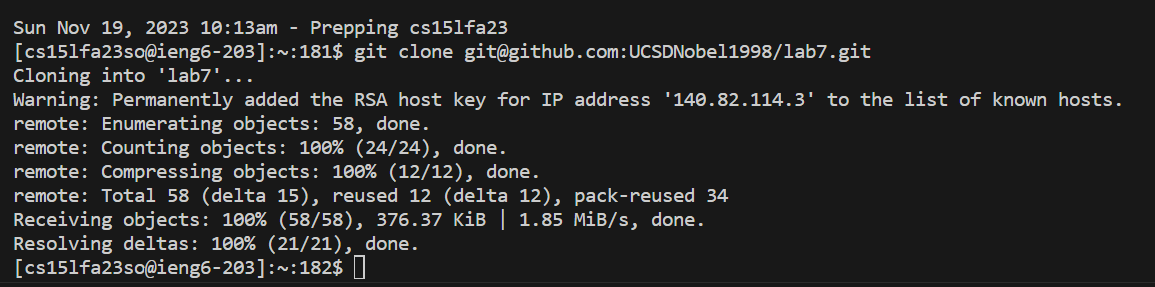 Sun Nov 19, 2023 10:13am - Prepping cs15lfa23
[cs15lfa23so@ieng6-203]:~:181$ git clone git@github.com:UCSDNobel1998/lab7.git
Cloning into 'lab7'...
Warning: Permanently added the RSA host key for IP address '140.82.114.3' to the list of known hosts.
remote: Enumerating objects: 58, done.
remote: Counting objects: 100% (24/24), done.
remote: Compressing objects: 100% (12/12), done.
remote: Total 58 (delta 15), reused 12 (delta 12), pack-reused 34
Receiving objects: 100% (58/58), 376.37 KiB | 1.85 MiB/s, done.
Resolving deltas: 100% (21/21), done.
[cs15lfa23so@ieng6-203]:~:182$